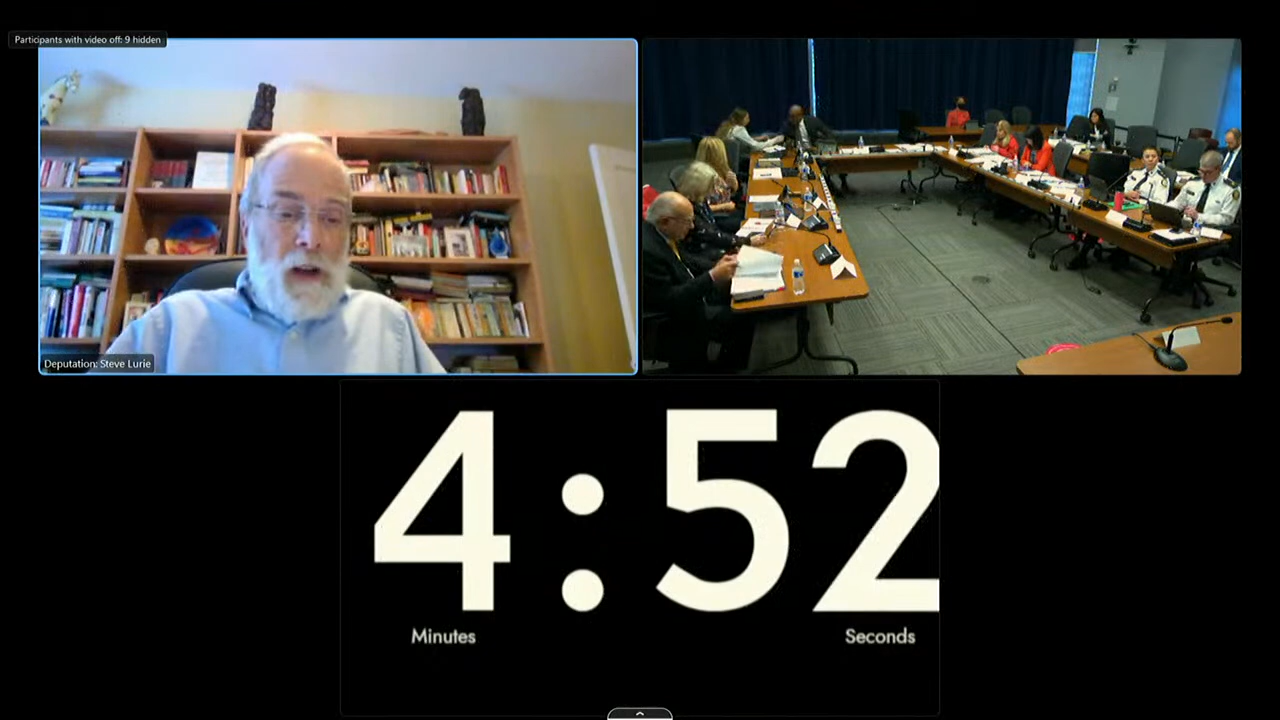 Participants with video off: 9 hidden
Deputation: Steve Lurie
4:52
Minutes
Seconds